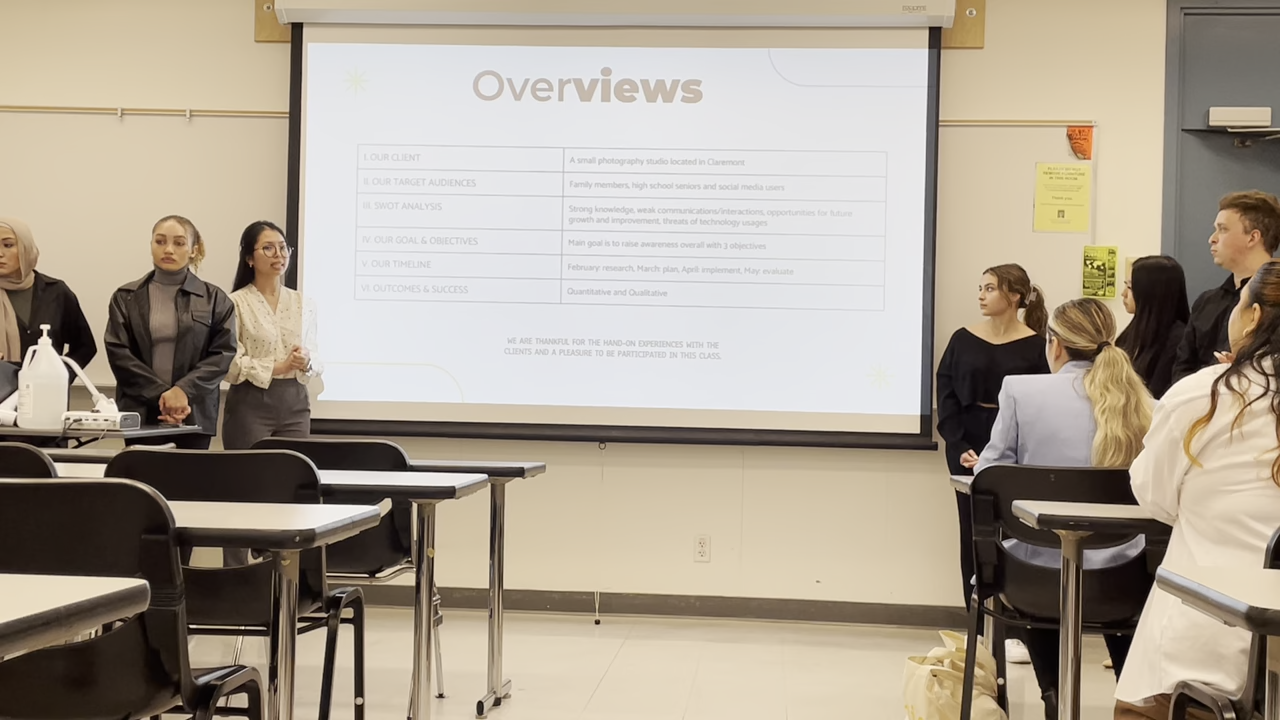 Overviews
I. OUR CLIENT
A small photography studio located in Claremont
II. OUR TARGET AUDIENCES
Family members, high school seniors and social media users
III. SWOT ANALYSIS
Strong knowledge, weak communications/interactions, opportunities for future
growth and improvement, threats of technology usages
IV. OUR GOAL & OBJECTIVES
Main goal is to raise awareness overall with 3 objectives
V. OUR TIMELINE
February: research, March: plan, April: implement, May: evaluate
VI. OUTCOMES & SUCCESS
Quantitative and Qualitative
WE ARE THANKFUL FOR THE HAND-ON EXPERIENCES WITH THE
CLIENTS AND A PLEASURE TO BE PARTICIPATED IN THIS CLASS.